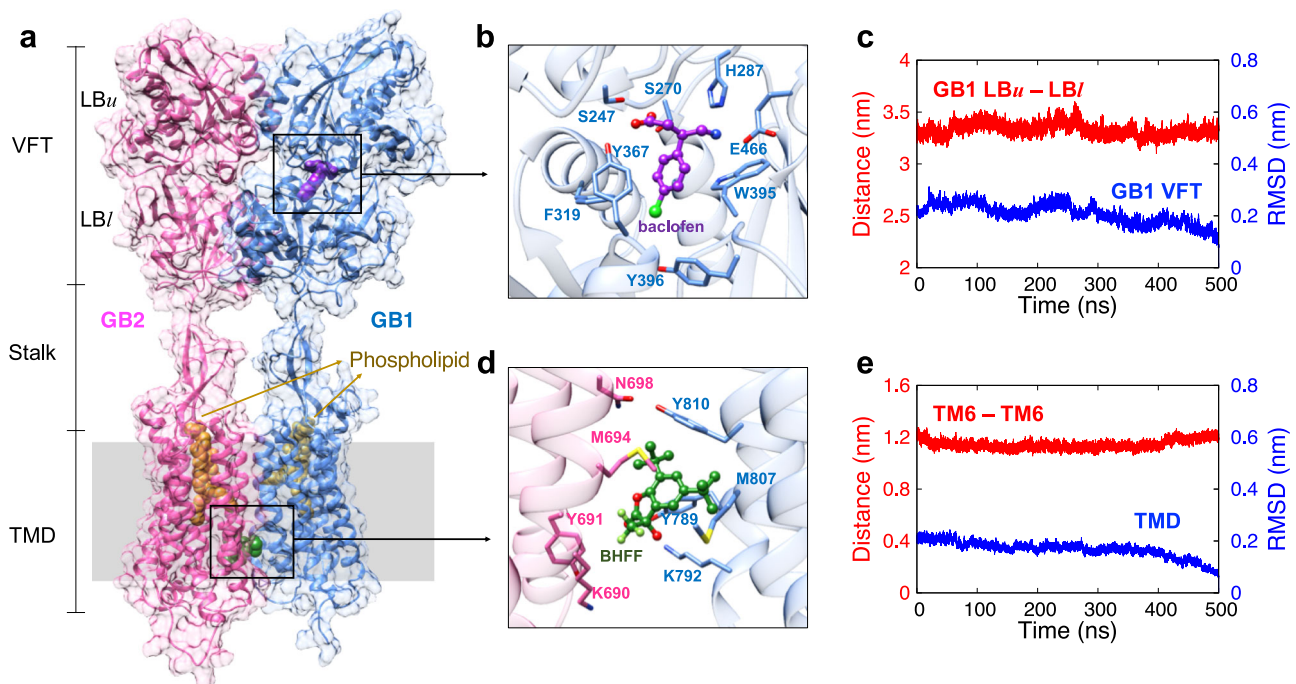 a
VFT
LBu
LBl
Stalk
TMD
GB2
GB1
Phospholipid
b
H287
S270
S247
E466
Y367
W395
F319
baclofen
Y396
c
GB1 LBu – LBl
GB1 VFT
Distance (nm)
4
3.5
3
2.5
2
RMSD (nm)
0.8
0.6
0.4
0.2
0
0 100 200 300 400 500
Time (ns)
d
N698
Y810
M694
M807
Y691
Y789
BHFF
K792
K690
e
TM6 – TM6
TMD
Distance (nm)
1.6
1.2
0.8
0.4
0
RMSD (nm)
0.8
0.6
0.4
0.2
0
0 100 200 300 400 500
Time (ns)